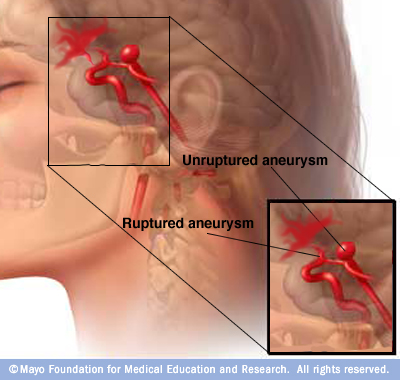 Unruptured aneurysm
Ruptured aneurysm
©Mayo Foundation for Medical Education and Research. All rights reserved.